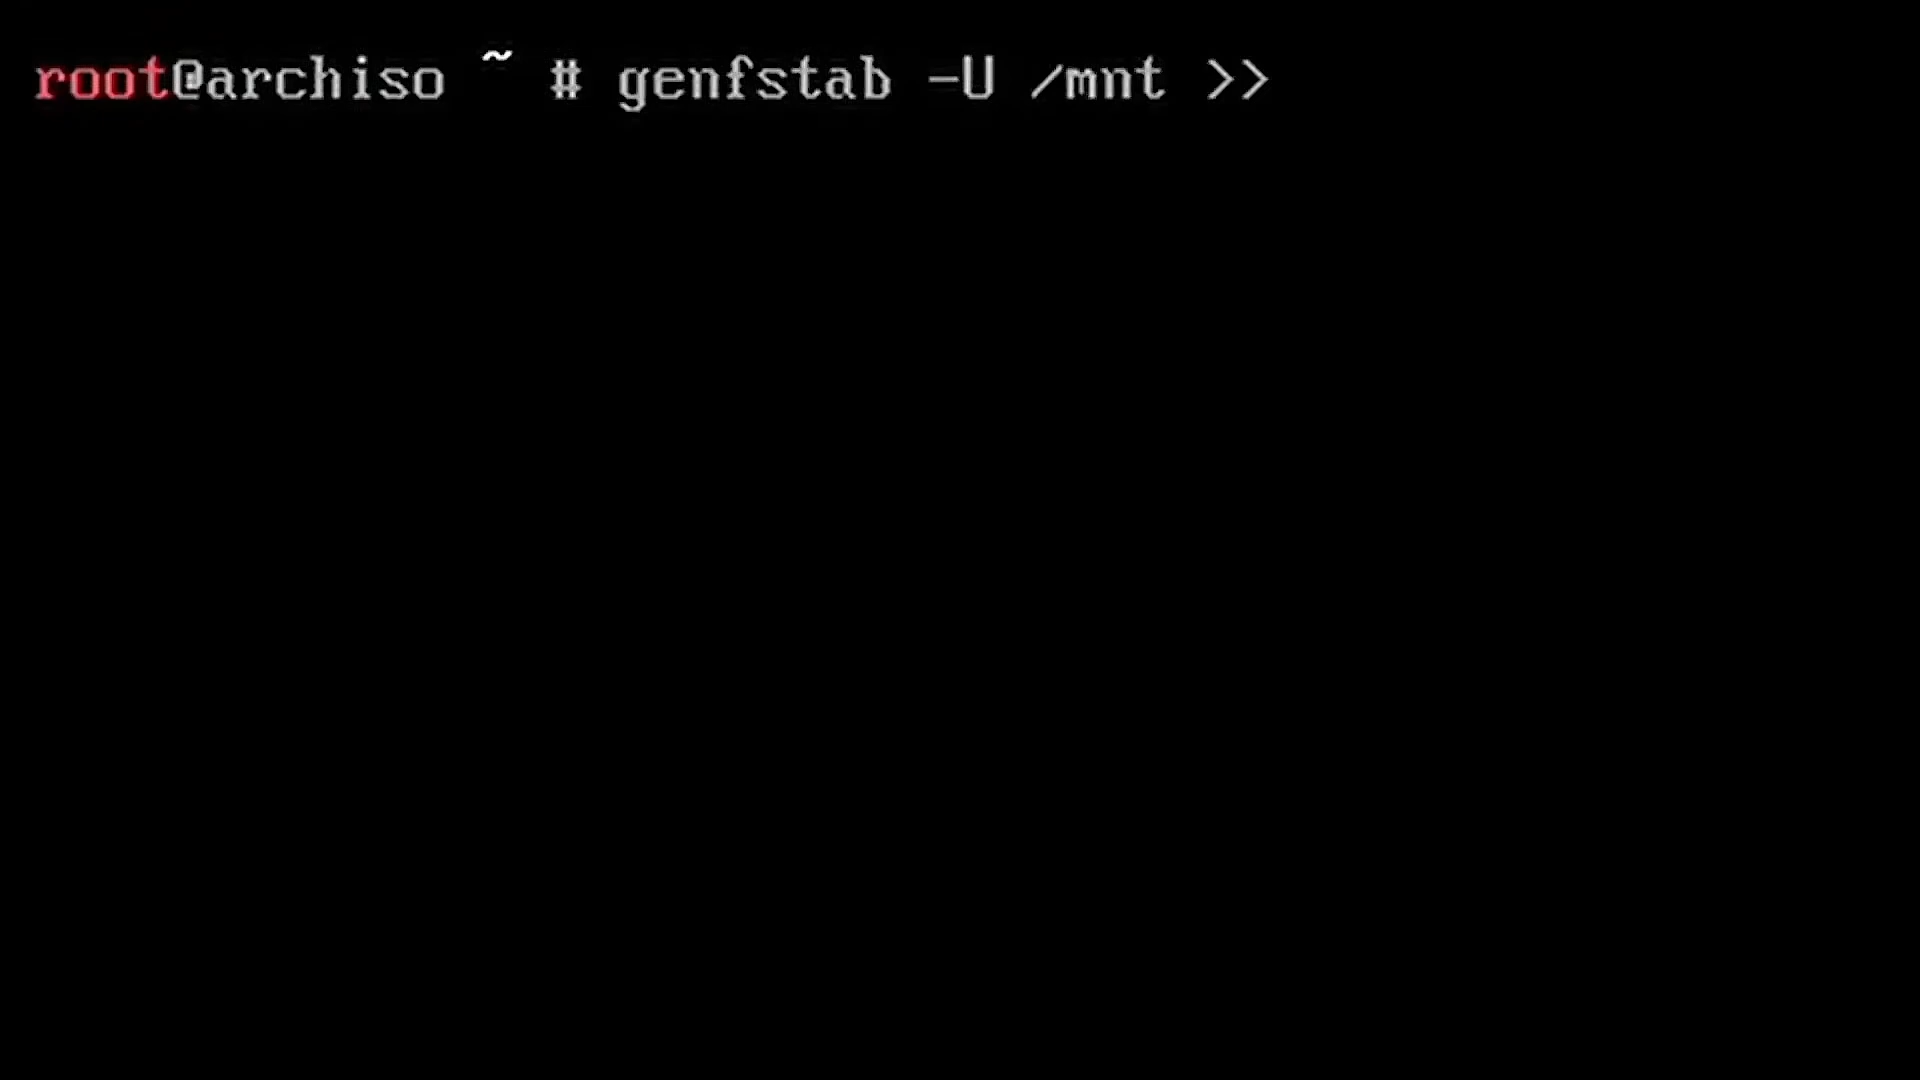 root@archiso ~ # genfstab -U /mnt >>